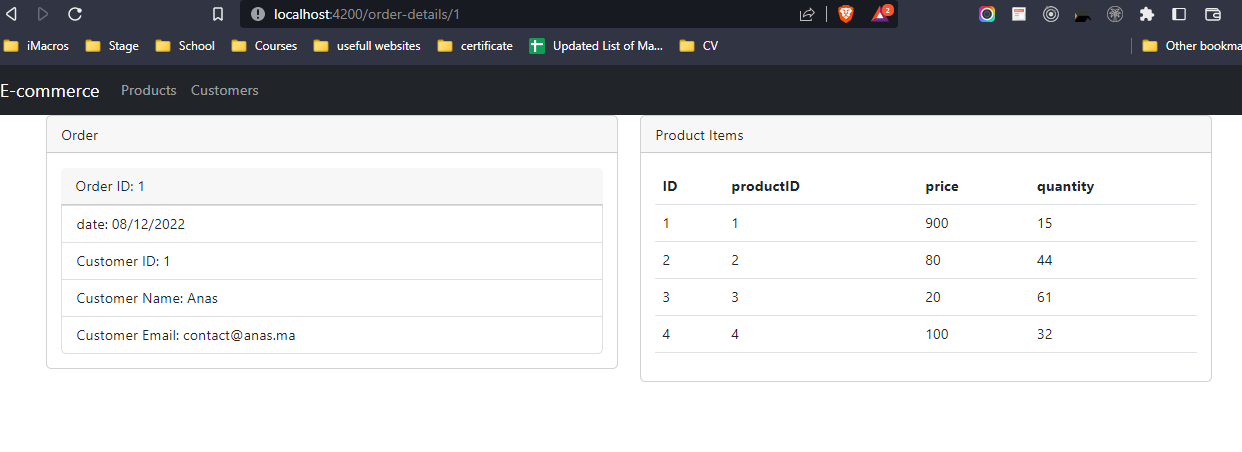 localhost:4200/order-details/1
2
iMacros Stage School Courses usefull websites certificate Updated List of Ma... CV Other bookma
E-commerce Products Customers
Order
Order ID: 1
date: 08/12/2022
Customer ID: 1
Customer Name: Anas
Customer Email: contact@anas.ma
Product Items
ID productID price quantity
1 1 900 15
2 2 80 44
3 3 20 61
4 4 100 32